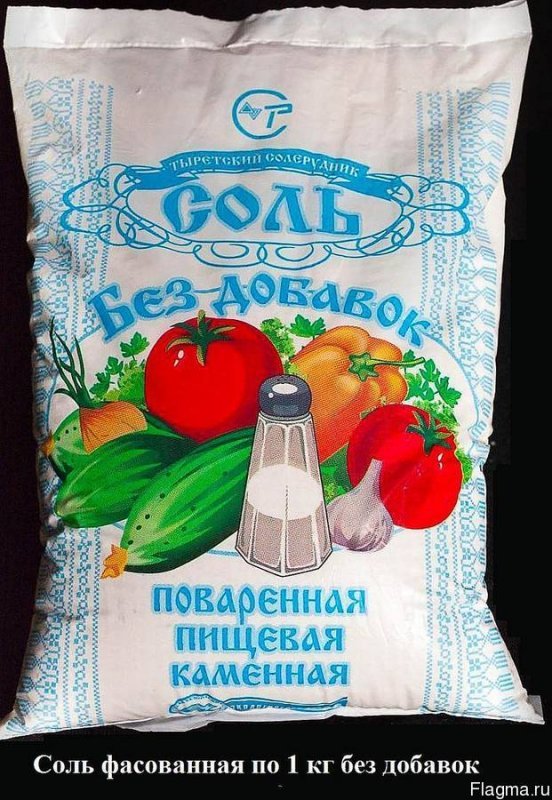 ТЫРЕТСКИЙ СОЛЕРУДНИК
СОЛЬ
БЕЗ ДОБАВОК
ПОВАРЕННАЯ
ПИЩЕВАЯ
КАМЕННАЯ
Соль фасованная по 1 кг без добавок
Flagma.ru